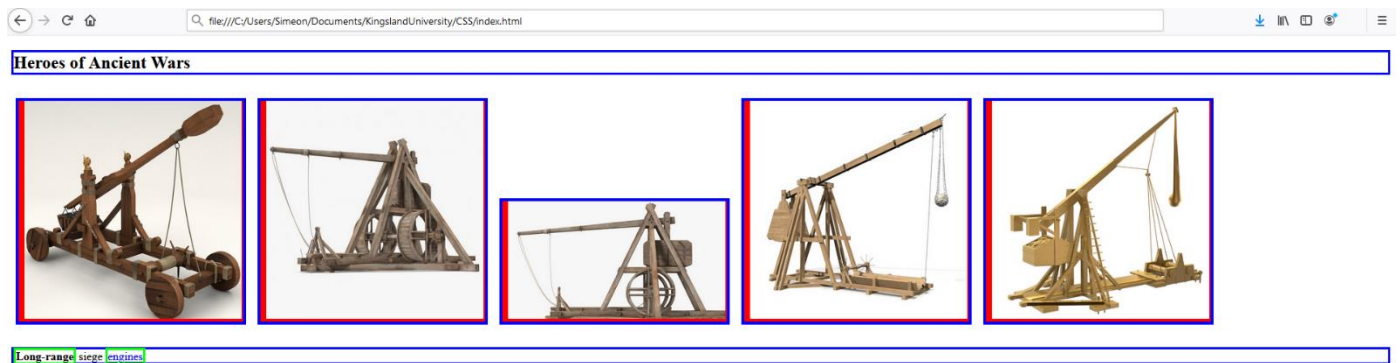 file:///C:/Users/Simeon/Documents/KingslandUniversity/CSS/index.html
Heroes of Ancient Wars
Long-range siege engines